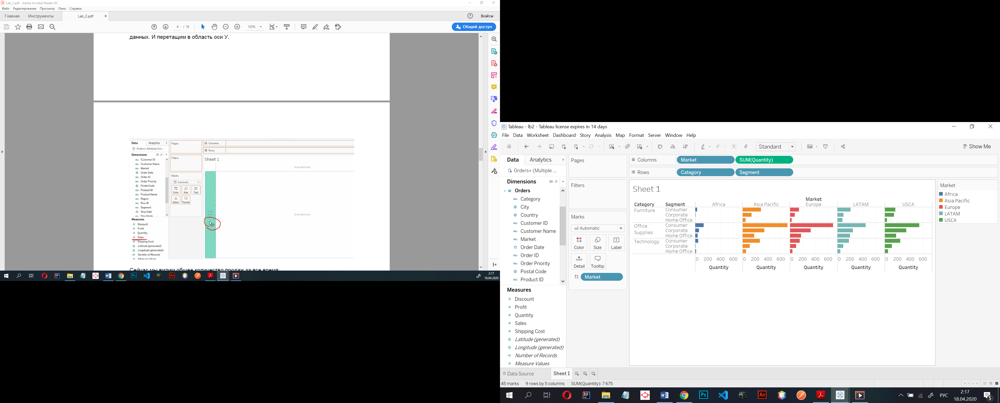 Lab_2.pdf - Adobe Acrobat Reader DC
Файл Редактирование Просмотр Окно Справка
Главная Инструменты Lab_2.pdf
Войти
6 / 10
125%
Общий доступ
данных. И перетащим в область оси У.
Data Analytics
Orders+ (Multiple Con...
Dimensions
Customer ID
Customer Name
Market
Order Date
Order ID
Order Priority
Postal Code
Product ID
Product Name
Region
Row ID
Segment
Ship Date
Ship Mode
Measures
Discount
Profit
Quantity
Sales
Shipping Cost
Latitude (generated)
Longitude (generated)
Number of Records
Measure Values
Pages
Filters
Marks
Automatic
Color Size Text
Detail Tooltip
Columns
Rows
Sheet 1
Drop field here
Drop field here
Drop
field
Сейчас мы видим общее количество продаж за все время
2:17
18.04.2020
Tableau - lb2 - Tableau license expires in 14 days
File Data Worksheet Dashboard Story Analysis Map Format Server Window Help
Standard
Show Me
Data Analytics
Orders+ (Multiple ...
Dimensions
Orders
Abc Category
City
Country
Abc Customer ID
Abc Customer Name
Abc Market
Order Date
Abc Order ID
Abc Order Priority
Postal Code
Abc Product ID
Measures
Discount
Profit
Quantity
Sales
Shipping Cost
Latitude (generated)
Longitude (generated)
Number of Records
Measure Values
Pages
Filters
Marks
Automatic
Color Size Label
Detail Tooltip
Market
Columns Market SUM(Quantity)
Rows Category Segment
Sheet 1
Market
Category Segment Africa Asia Pacific Europe LATAM USCA
Furniture Consumer
Corporate
Home Office
Office Supplies Consumer
Corporate
Home Office
Technology Consumer
Corporate
Home Office
0 200 400 600 0 200 400 600 0 200 400 600 0 200 400 600 0 200 400 600
Quantity Quantity Quantity Quantity Quantity
Market
Africa
Asia Pacific
Europe
LATAM
USCA
Data Source Sheet 1
45 marks 9 rows by 5 columns SUM(Quantity): 7 675
РУС
2:17
18.04.2020
5